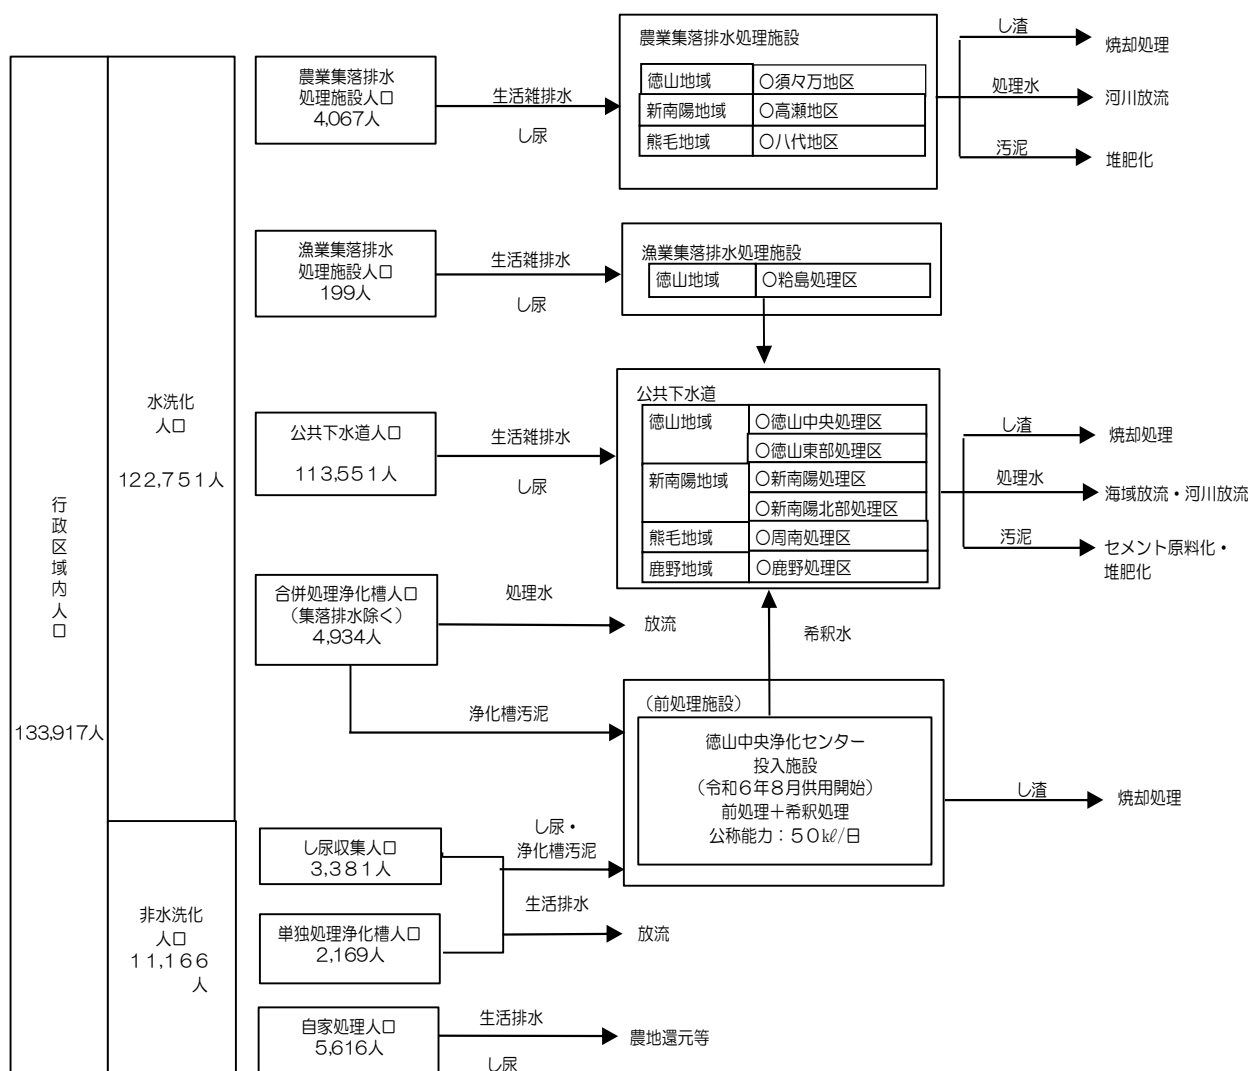 行政区域内人口
133,917人
水洗化
人口
122,751人
非水洗化
人口
11,166
人
農業集落排水
処理施設人口
4,067人
生活雑排水
し尿
農業集落排水処理施設
徳山地域 〇須々万地区
新南陽地域 〇高瀬地区
熊毛地域 〇八代地区
し渣
焼却処理
処理水
河川放流
汚泥
堆肥化
漁業集落排水
処理施設人口
199人
生活雑排水
し尿
漁業集落排水処理施設
徳山地域 〇粭島処理区
公共下水道人口
113,551人
生活雑排水
し尿
公共下水道
徳山地域 〇徳山中央処理区
〇徳山東部処理区
新南陽地域 〇新南陽処理区
〇新南陽北部処理区
熊毛地域 〇周南処理区
鹿野地域 〇鹿野処理区
し渣
焼却処理
処理水
海域放流・河川放流
汚泥
セメント原料化・
堆肥化
合併処理浄化槽人口
（集落排水除く）
4,934人
処理水
放流
浄化槽汚泥
希釈水
（前処理施設）
徳山中央浄化センター
投入施設
（令和６年８月供用開始）
前処理＋希釈処理
公称能力：５０㎘/日
し渣
焼却処理
し尿収集人口
3,381人
し尿・
浄化槽汚泥
単独処理浄化槽人口
2,169人
生活排水
放流
自家処理人口
5,616人
生活排水
し尿
農地還元等